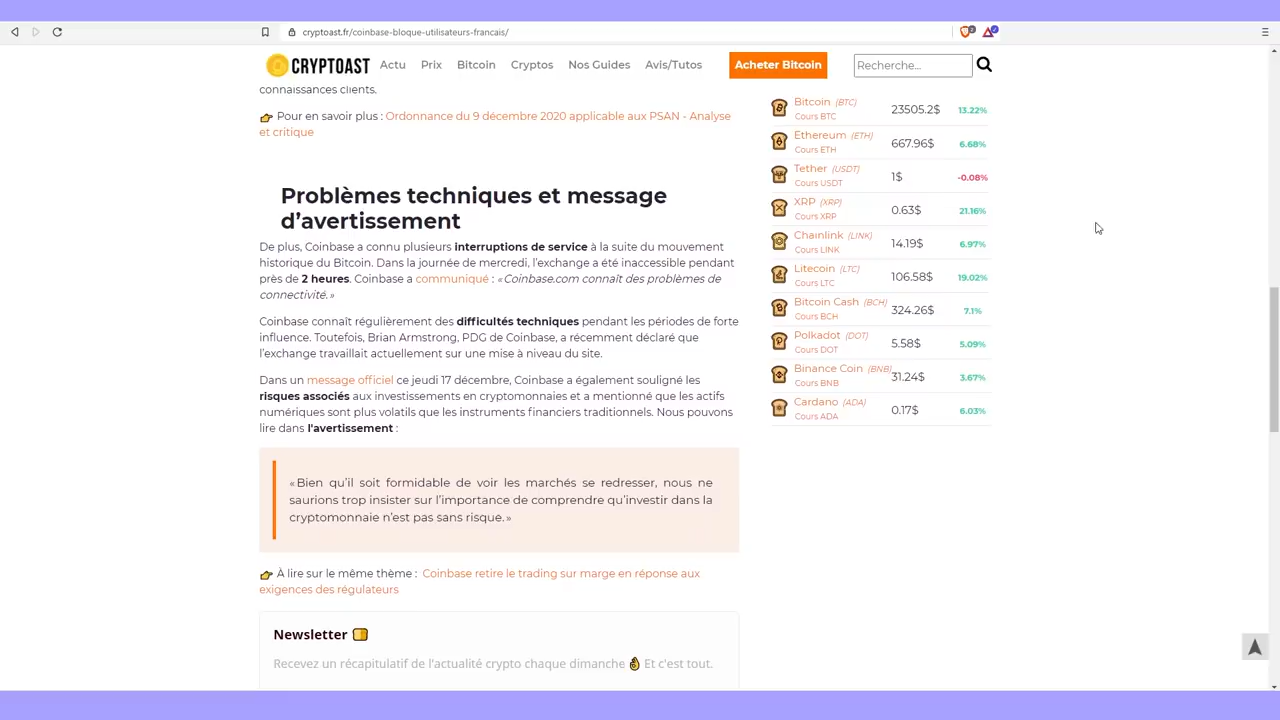 cryptoast.fr/coinbase-bloque-utilisateurs-francais/
CRYPTOAST
Actu
Prix
Bitcoin
Cryptos
Nos Guides
Avis/Tutos
Acheter Bitcoin
Recherche...
connaissances clients.
Pour en savoir plus : Ordonnance du 9 décembre 2020 applicable aux PSAN - Analyse
et critique
Problèmes techniques et message
d’avertissement
De plus, Coinbase a connu plusieurs interruptions de service à la suite du mouvement
historique du Bitcoin. Dans la journée de mercredi, l’exchange a été inaccessible pendant
près de 2 heures. Coinbase a communiqué : « Coinbase.com connaît des problèmes de
connectivité. »
Coinbase connaît régulièrement des difficultés techniques pendant les périodes de forte
influence. Toutefois, Brian Armstrong, PDG de Coinbase, a récemment déclaré que
l’exchange travaillait actuellement sur une mise à niveau du site.
Dans un message officiel ce jeudi 17 décembre, Coinbase a également souligné les
risques associés aux investissements en cryptomonnaies et a mentionné que les actifs
numériques sont plus volatils que les instruments financiers traditionnels. Nous pouvons
lire dans l'avertissement :
« Bien qu’il soit formidable de voir les marchés se redresser, nous ne
saurions trop insister sur l’importance de comprendre qu’investir dans la
cryptomonnaie n’est pas sans risque. »
À lire sur le même thème : Coinbase retire le trading sur marge en réponse aux
exigences des régulateurs
Newsletter
Recevez un récapitulatif de l'actualité crypto chaque dimanche Et c'est tout.
Bitcoin (BTC) 23505.2$ 13.22%
Cours BTC
Ethereum (ETH) 667.96$ 6.68%
Cours ETH
Tether (USDT) 1$ -0.08%
Cours USDT
XRP (XRP) 0.63$ 21.16%
Cours XRP
Chainlink (LINK) 14.19$ 6.97%
Cours LINK
Litecoin (LTC) 106.58$ 19.02%
Cours LTC
Bitcoin Cash (BCH) 324.26$ 7.1%
Cours BCH
Polkadot (DOT) 5.58$ 5.09%
Cours DOT
Binance Coin (BNB) 31.24$ 3.67%
Cours BNB
Cardano (ADA) 0.17$ 6.03%
Cours ADA